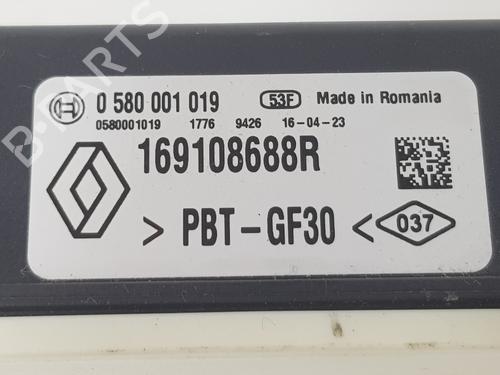 0 580 001 019 53F Made in Romania
0580001019 1776 9426 16-04-23
169108688R
> PBT-GF30 < 037
B-PARTS